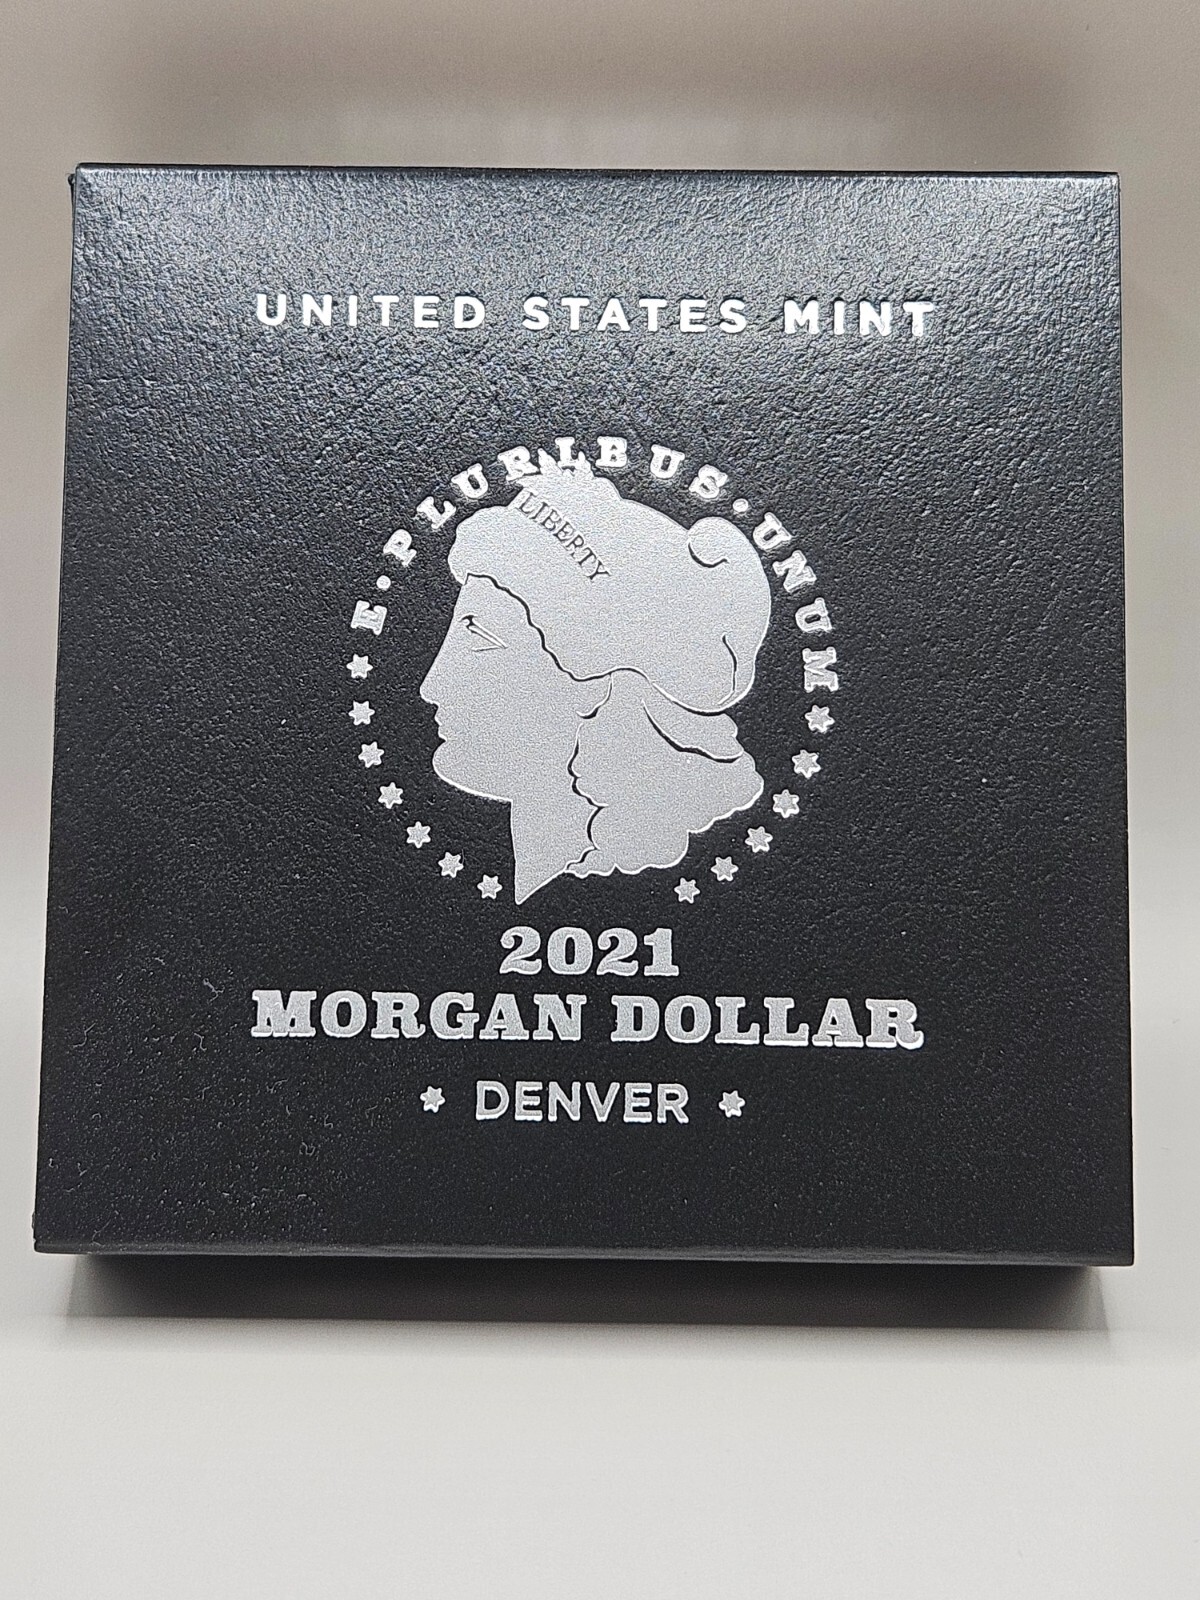 UNITED STATES MINT
E·PLURIBUS·UNUM
LIBERTY
2021
MORGAN DOLLAR
DENVER